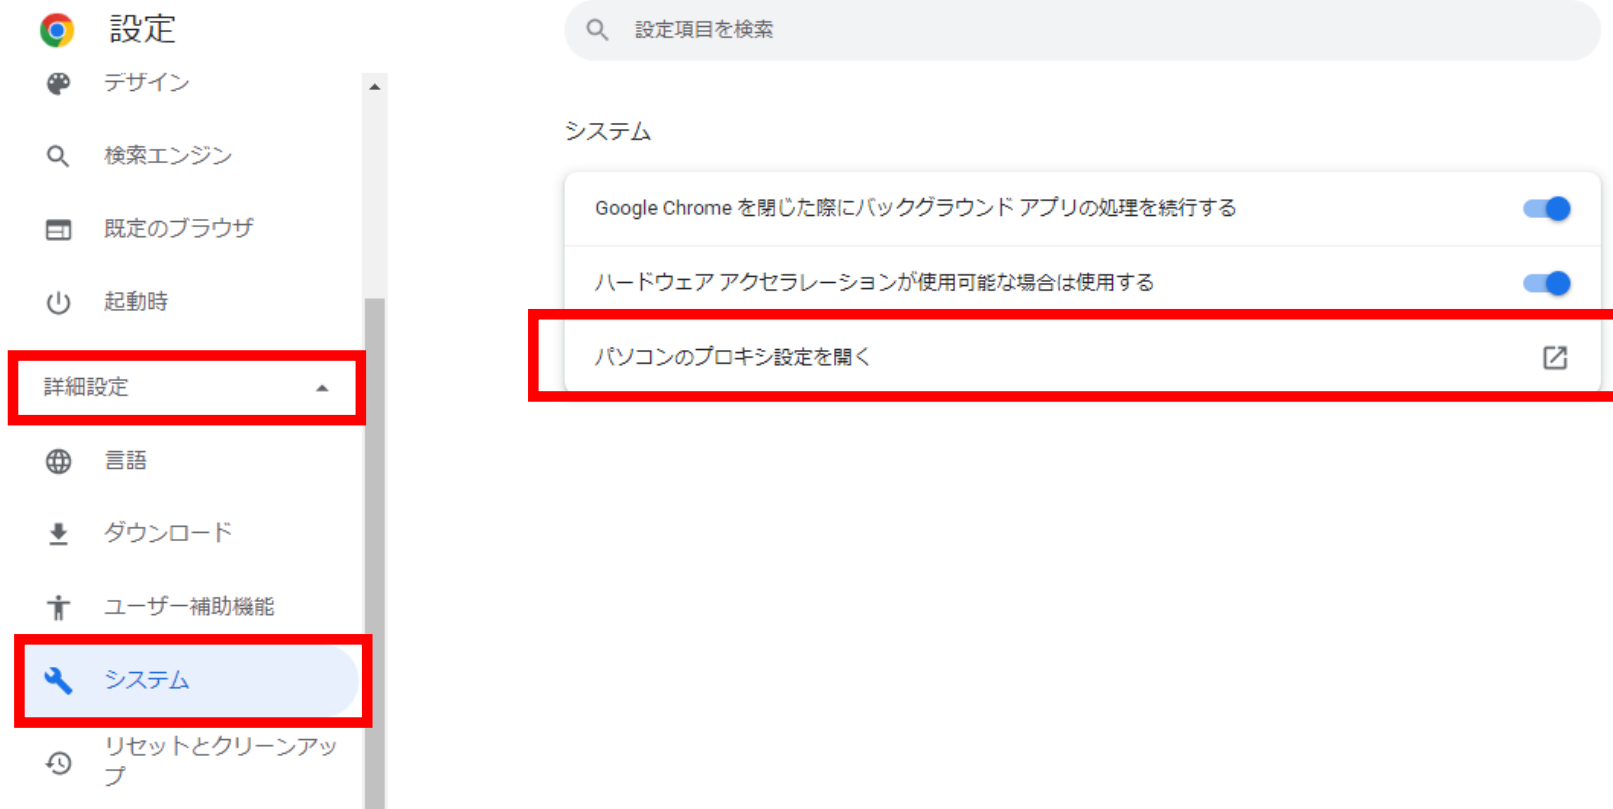 設定
デザイン
検索エンジン
既定のブラウザ
起動時
詳細設定
言語
ダウンロード
ユーザー補助機能
システム
リセットとクリーンアッ
プ
設定項目を検索
システム
Google Chrome を閉じた際にバックグラウンド アプリの処理を続行する
ハードウェア アクセラレーションが使用可能な場合は使用する
パソコンのプロキシ設定を開く